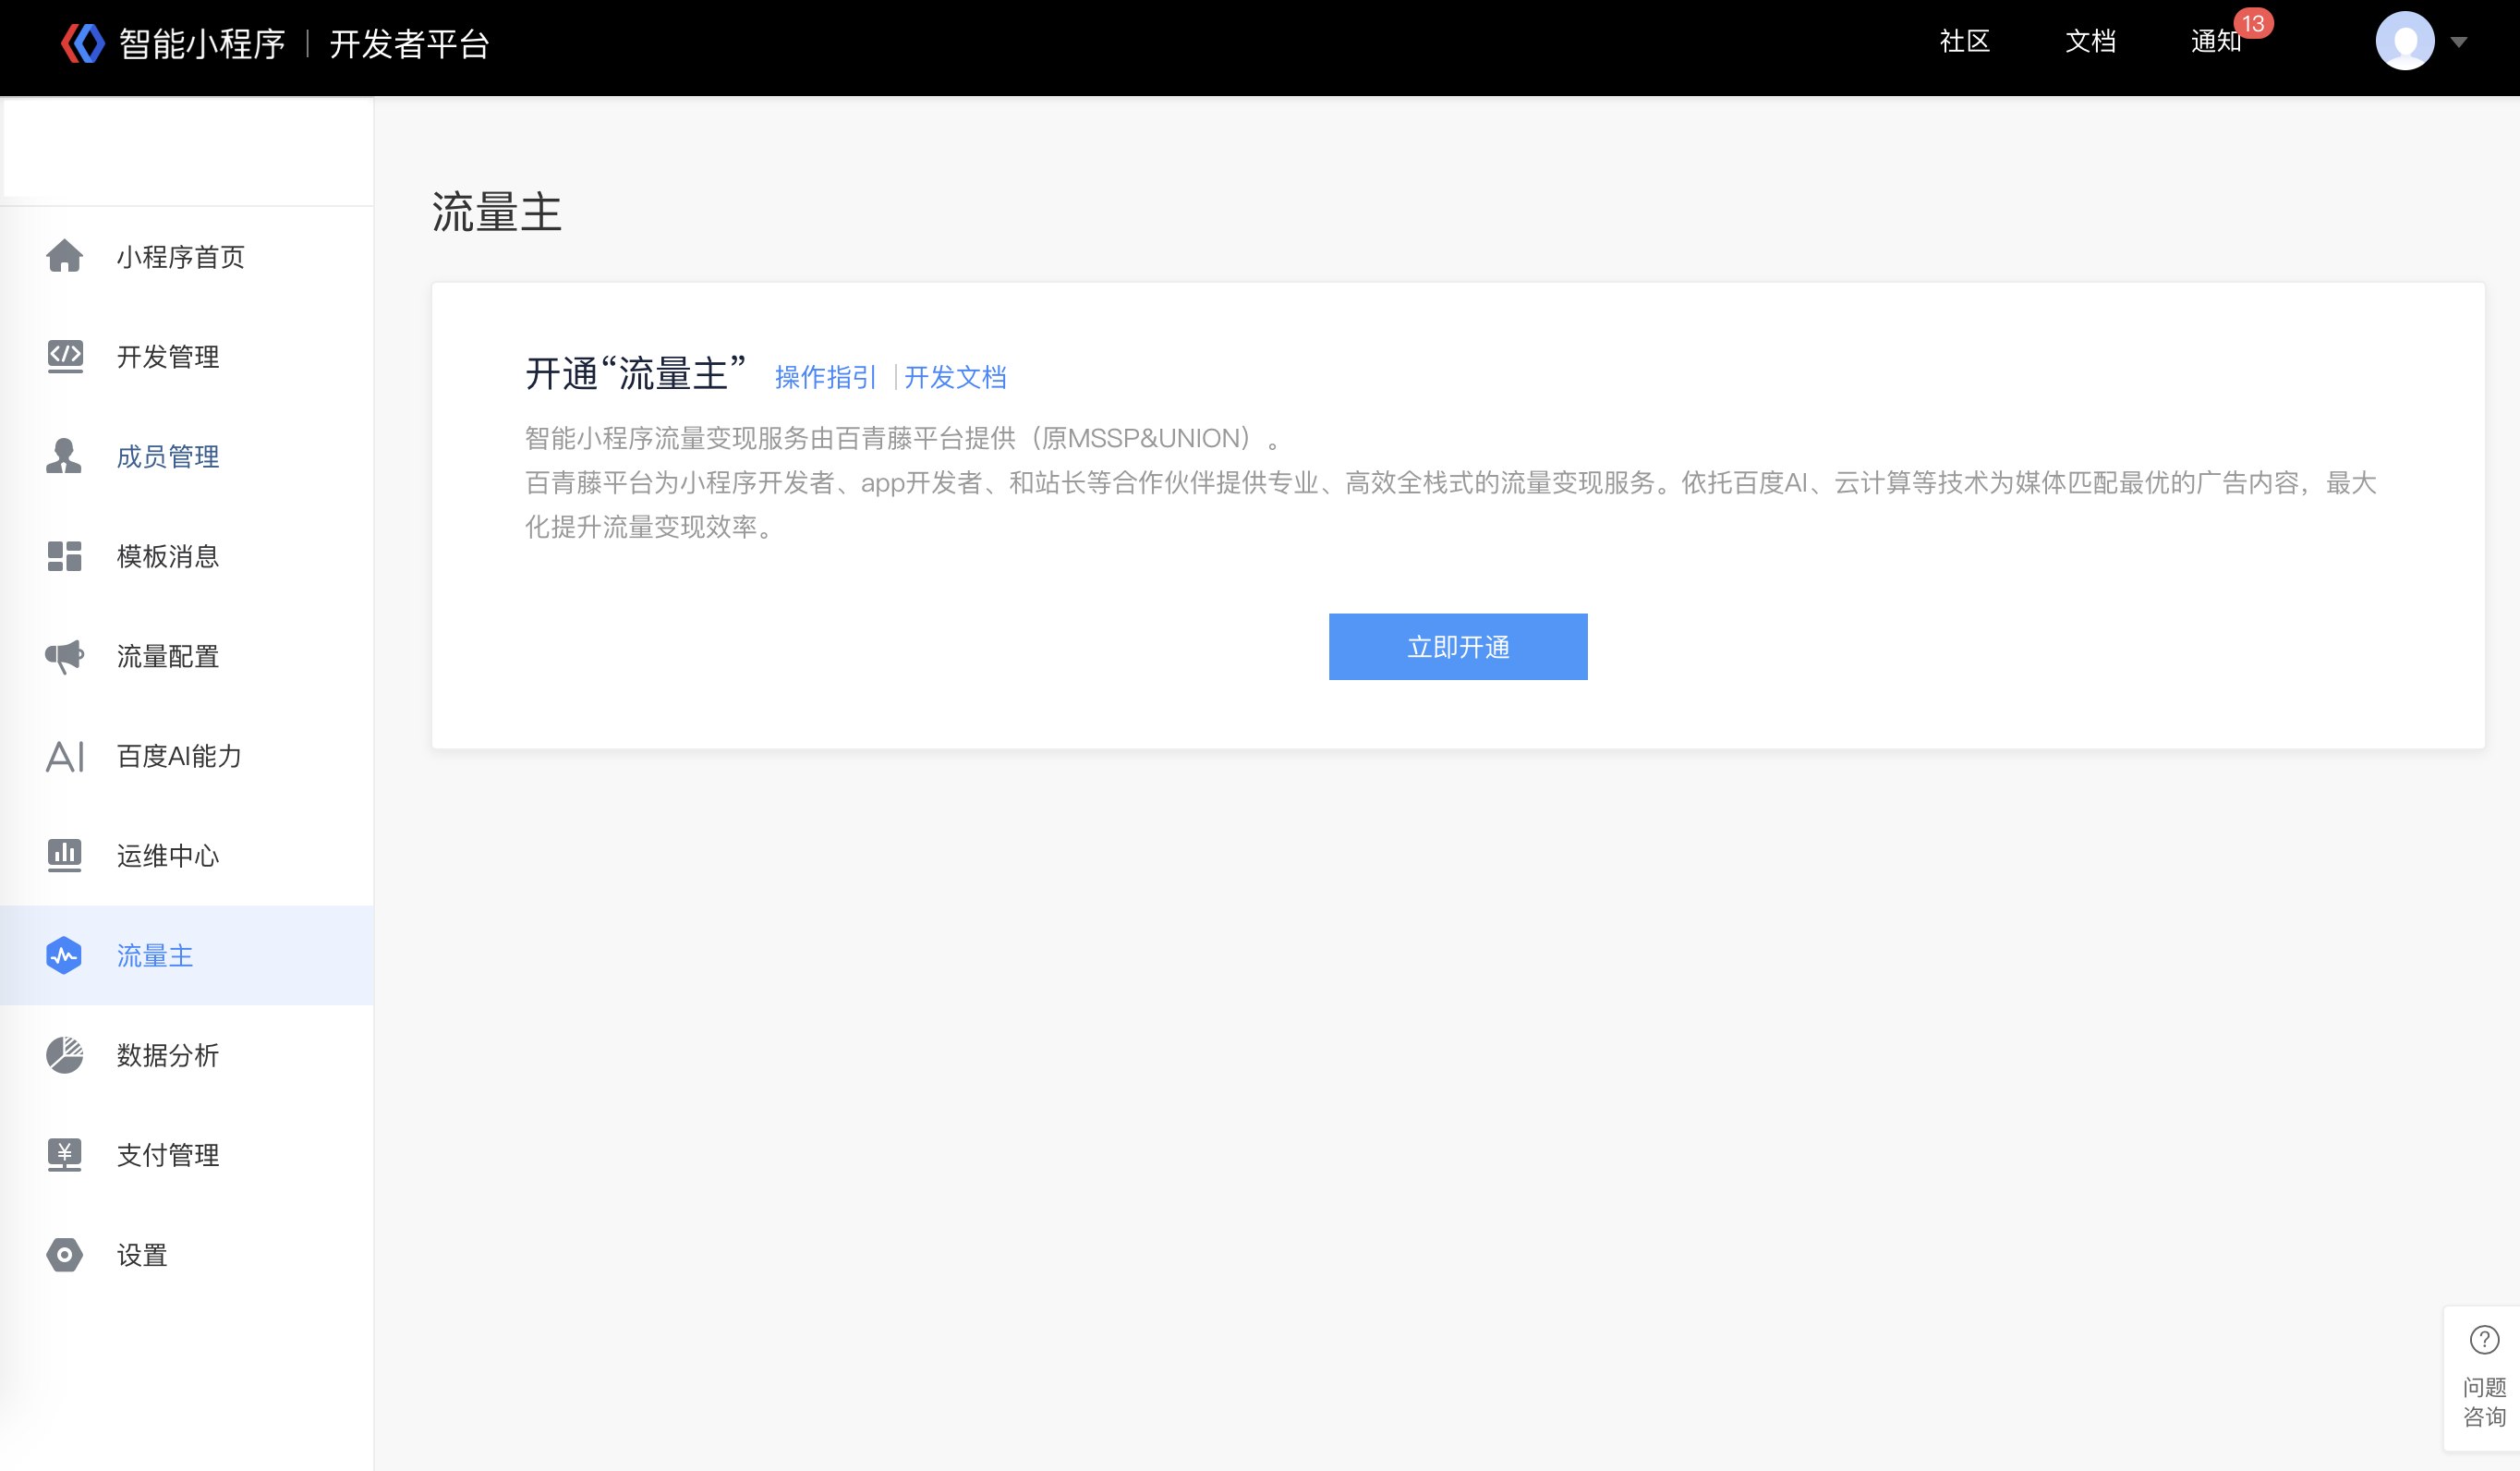 智能小程序 | 开发者平台
社区
文档
通知
13
小程序首页
开发管理
成员管理
模板消息
流量配置
AI
百度AI能力
运维中心
流量主
数据分析
¥
支付管理
设置
流量主
开通“流量主” 操作指引 | 开发文档
智能小程序流量变现服务由百青藤平台提供（原MSSP&UNION）。
百青藤平台为小程序开发者、app开发者、和站长等合作伙伴提供专业、高效全栈式的流量变现服务。依托百度AI、云计算等技术为媒体匹配最优的广告内容，最大
化提升流量变现效率。
立即开通
?
问题
咨询